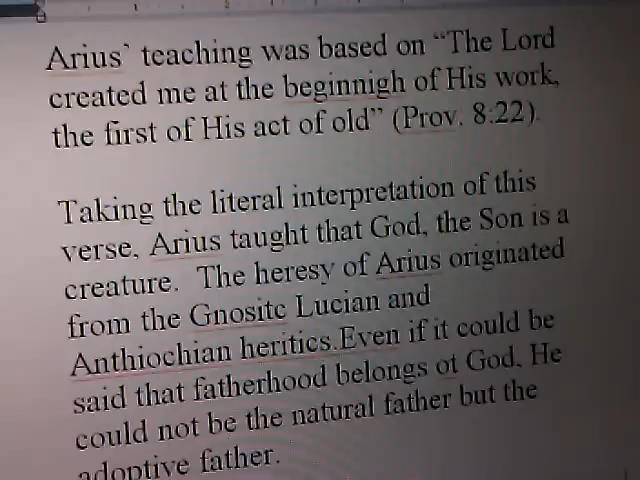 Arius` teaching was based on “The Lord
created me at the beginnigh of His work,
the first of His act of old” (Prov. 8:22).
Taking the literal interpretation of this
verse, Arius taught that God, the Son is a
creature. The heresy of Arius originated
from the Gnositc Lucian and
Anthiochian heritics.Even if it could be
said that fatherhood belongs ot God, He
could not be the natural father but the
adoptive father.